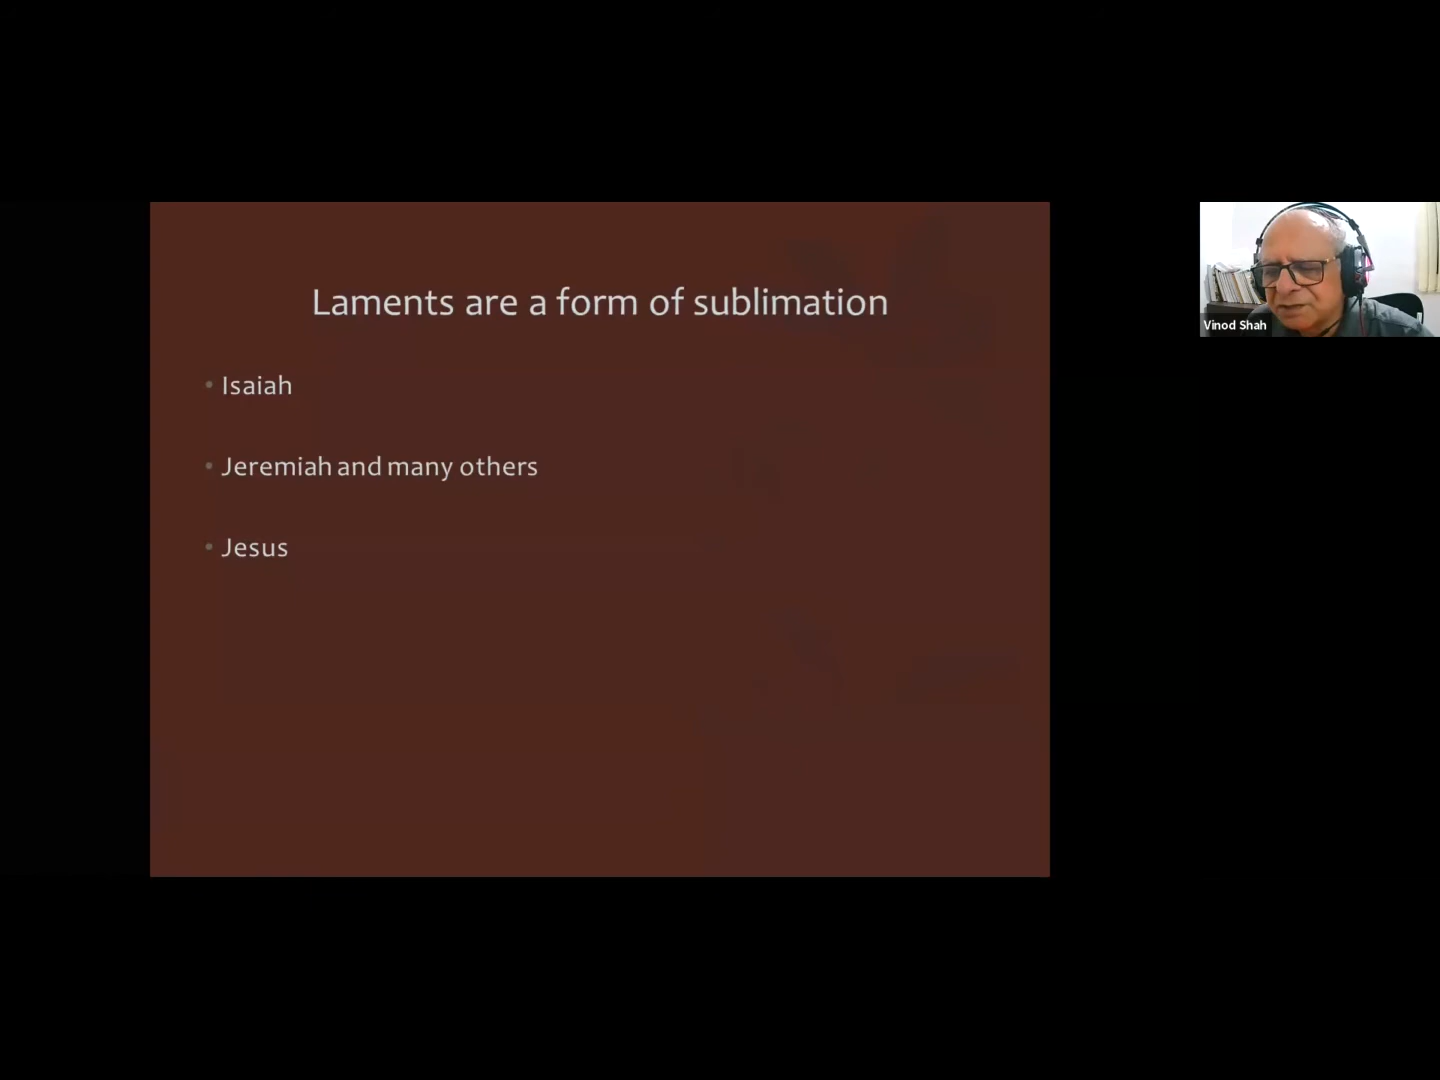 Laments are a form of sublimation
• Isaiah
• Jeremiah and many others
• Jesus
Vinod Shah